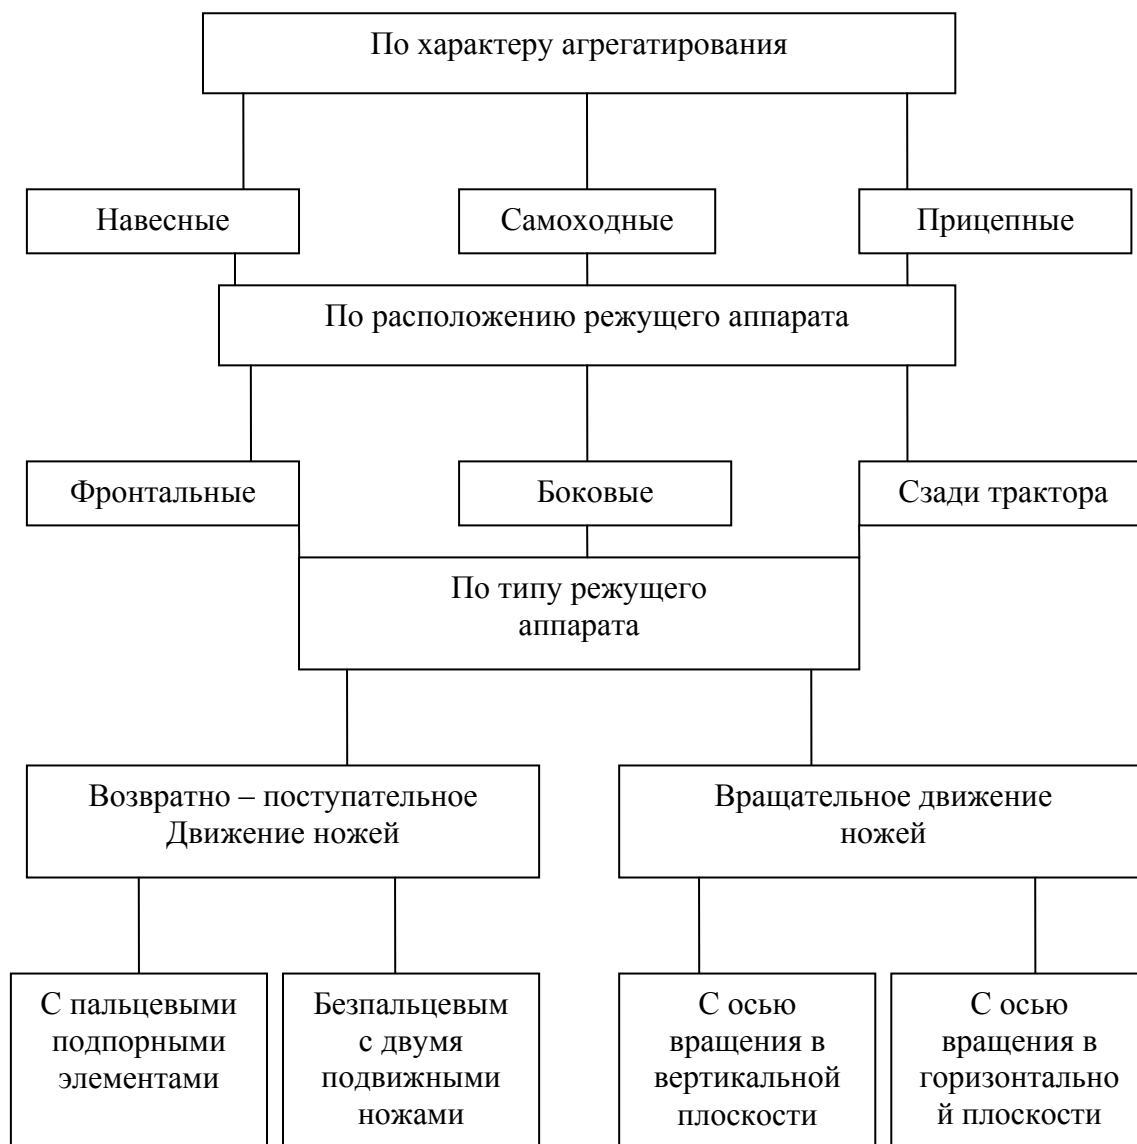 По характеру агрегатирования
Навесные
Самоходные
Прицепные
По расположению режущего аппарата
Фронтальные
Боковые
Сзади трактора
По типу режущего
аппарата
Возвратно – поступательное
Движение ножей
Вращательное движение
ножей
С пальцевыми
подпорными
элементами
Безпальцевым
с двумя
подвижными
ножами
С осью
вращения в
вертикальной
плоскости
С осью
вращения в
горизонтально
й плоскости